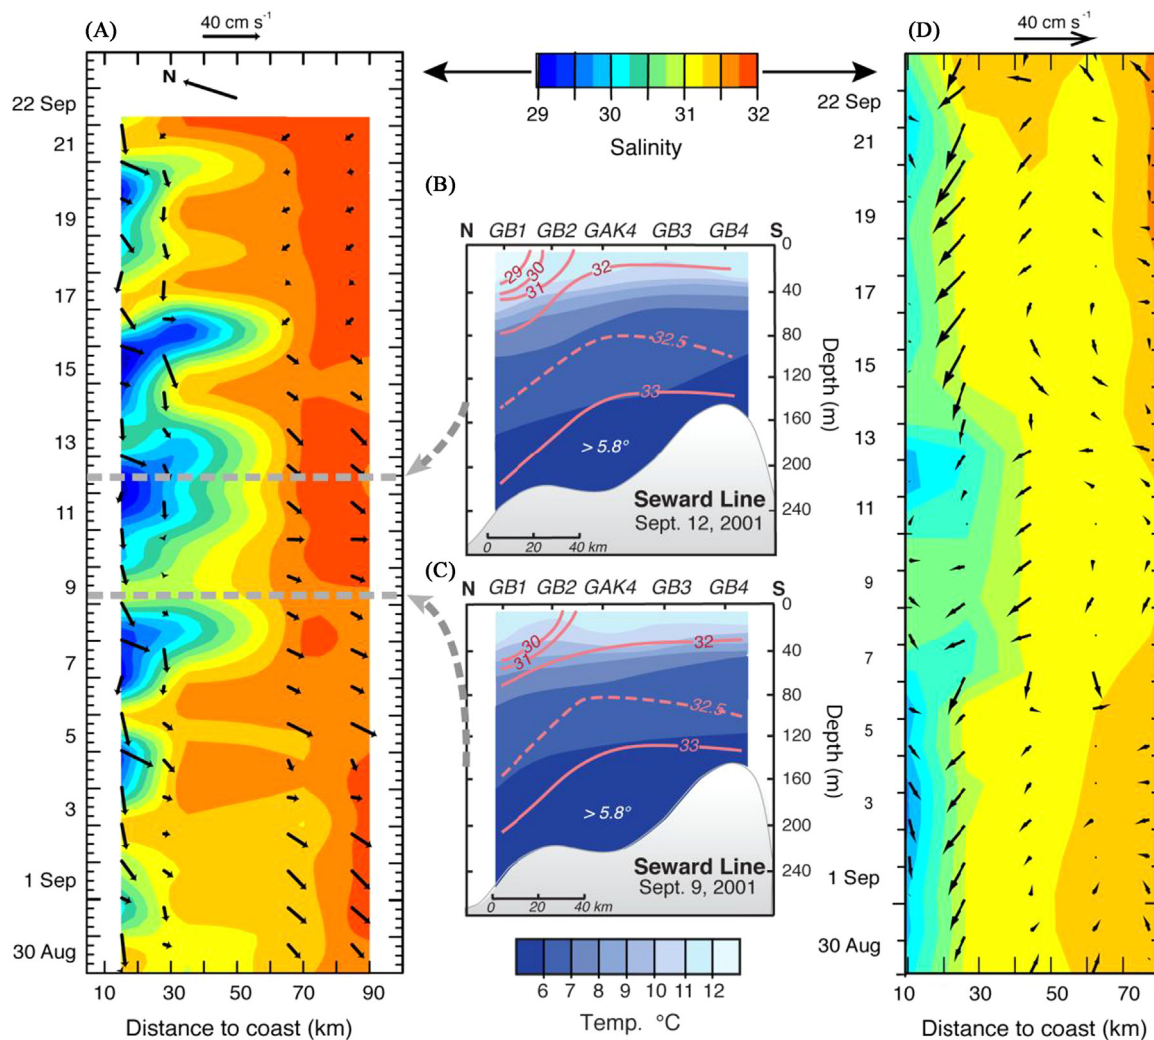 (A)
40 cm s⁻¹
N
22 Sep
21
19
17
15
13
11
9
7
5
3
1 Sep
30 Aug
10 30 50 70 90
Distance to coast (km)
29 30 31 31 32
Salinity
(B)
N GB1 GB2 GAK4 GB3 GB4 S
0
40
80
120
160
200
240
Depth (m)
29
30
31
32
32.5
33
> 5.8°
Seward Line
Sept. 12, 2001
0 20 40 km
(C)
N GB1 GB2 GAK4 GB3 GB4 S
0
40
80
120
160
200
240
Depth (m)
30
31
32
32.5
33
> 5.8°
Seward Line
Sept. 9, 2001
0 20 40 km
6 7 8 9 10 11 12
Temp. °C
(D)
40 cm s⁻¹
22 Sep
21
19
17
15
13
11
9
7
5
3
1 Sep
30 Aug
10 30 50 70
Distance to coast (km)